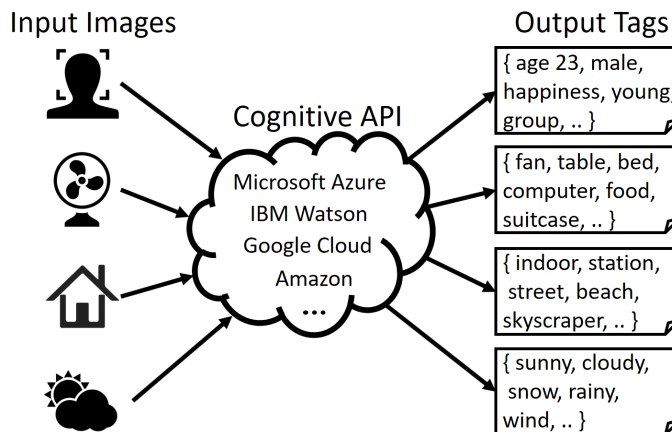 Input Images
Output Tags
Cognitive API
Microsoft Azure
IBM Watson
Google Cloud
Amazon
...
{ age 23, male,
happiness, young,
group, .. }
{ fan, table, bed,
computer, food,
suitcase, .. }
{ indoor, station,
street, beach,
skyscraper, .. }
{ sunny, cloudy,
snow, rainy,
wind, .. }